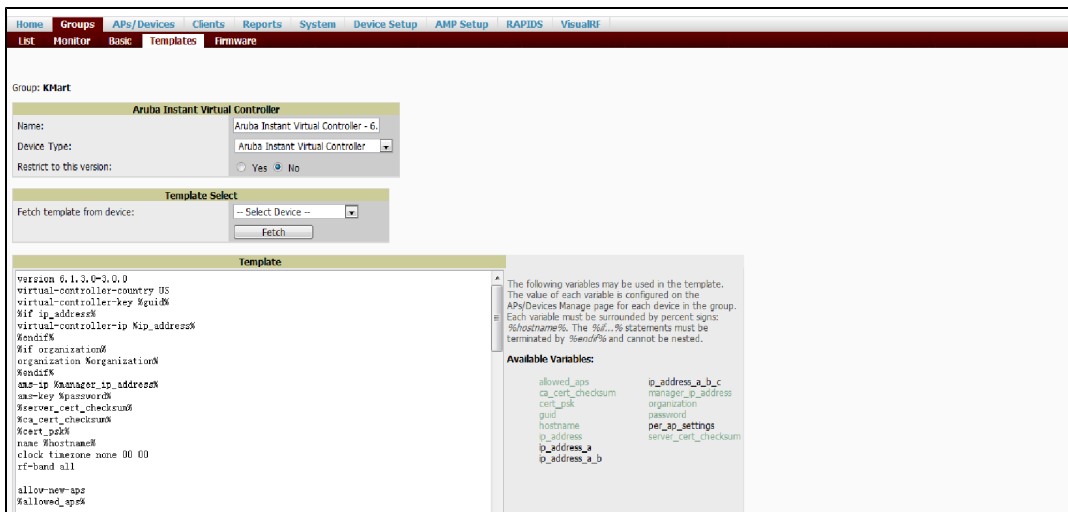 Home Groups APs/Devices Clients Reports System Device Setup AMP Setup RAPIDS VisualRF
List Monitor Basic Templates Firmware
Group: KMart
Aruba Instant Virtual Controller
Name: Aruba Instant Virtual Controller - 6.
Device Type: Aruba Instant Virtual Controller
Restrict to this version: Yes No
Template Select
Fetch template from device: -- Select Device --
Fetch
Template
version 6.1.3.0-3.0.0
virtual-controller-country US
virtual-controller-key %guid%
%if ip_address%
virtual-controller-ip %ip_address%
%endif%
%if organization%
organization %organization%
%endif%
ams-ip %manager_ip_address%
ams-key %password%
%server_cert_checksum%
%ca_cert_checksum%
%cert_psk%
name %hostname%
clock timezone none 00 00
rf-band all
allow-new-aps
%allowed_aps%
The following variables may be used in the template.
The value of each variable is configured on the
APs/Devices Manage page for each device in the group.
Each variable must be surrounded by percent signs:
%hostname%. The %if...% statements must be
terminated by %endif% and cannot be nested.
Available Variables:
allowed_aps ip_address_a_b_c
ca_cert_checksum manager_ip_address
cert_psk organization
guid password
hostname per_ap_settings
ip_address server_cert_checksum
ip_address_a
ip_address_a_b